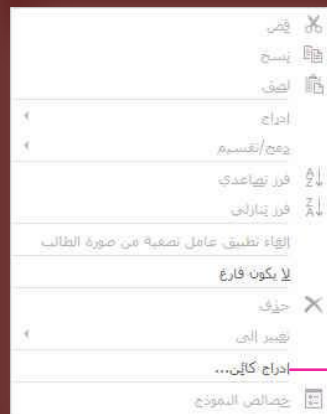 قص
نسخ
لصق
إدراج
دمج/تقسيم
فرز تصاعدي
فرز تنازلي
إلغاء تطبيق عامل تصفية من صورة الطالب
لا يكون فارغ
حذف
تغيير إلى
إدراج كائن...
خصائص النموذج